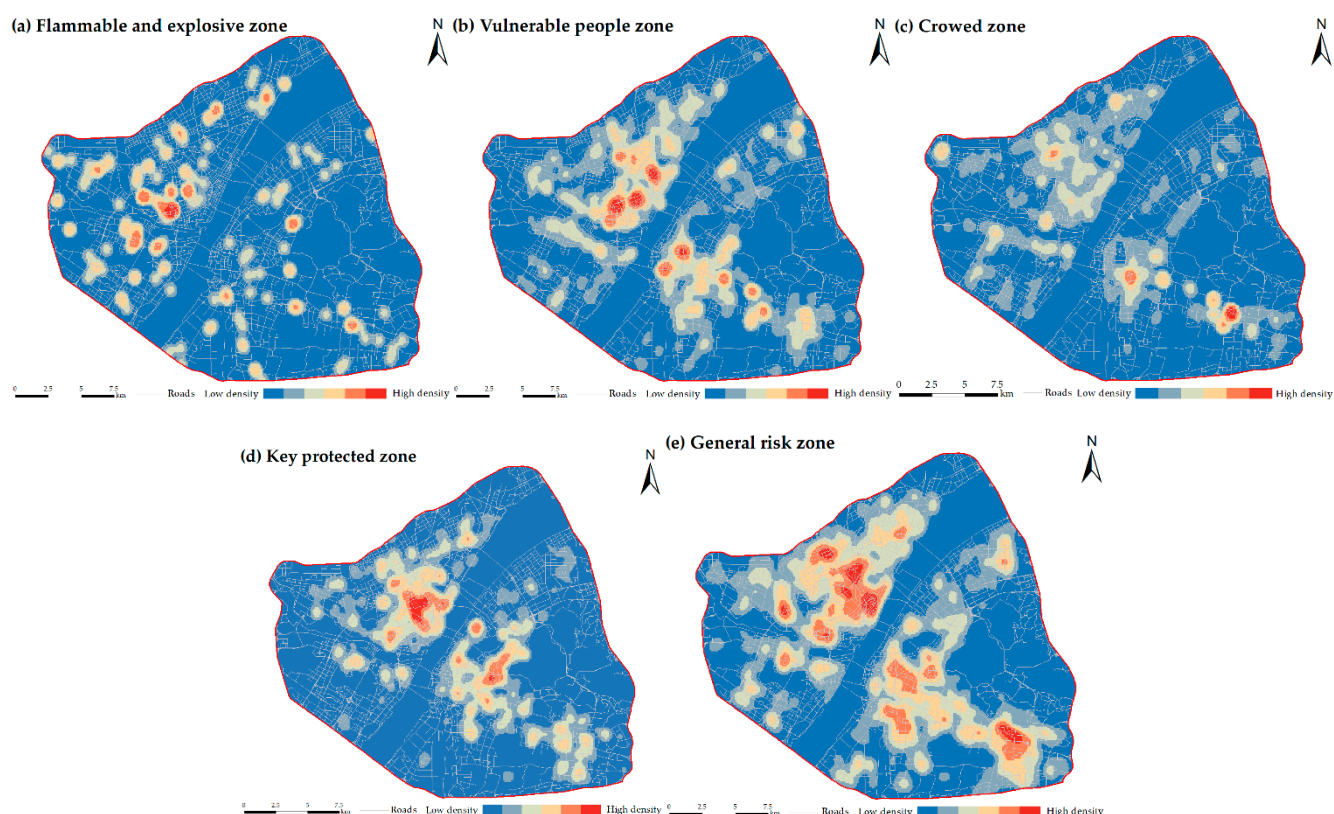 (a) Flammable and explosive zone
N
(b) Vulnerable people zone
N
(c) Crowed zone
N
0 2.5 5 7.5
km
Roads Low density High density
0 2.5 5 7.5
km
Roads Low density High density
0 2.5 5 7.5
km
Roads Low density High density
(d) Key protected zone
N
(e) General risk zone
N
0 2.5 5 7.5
km
Roads Low density High density
0 2.5 5 7.5
km
Roads Low density High density